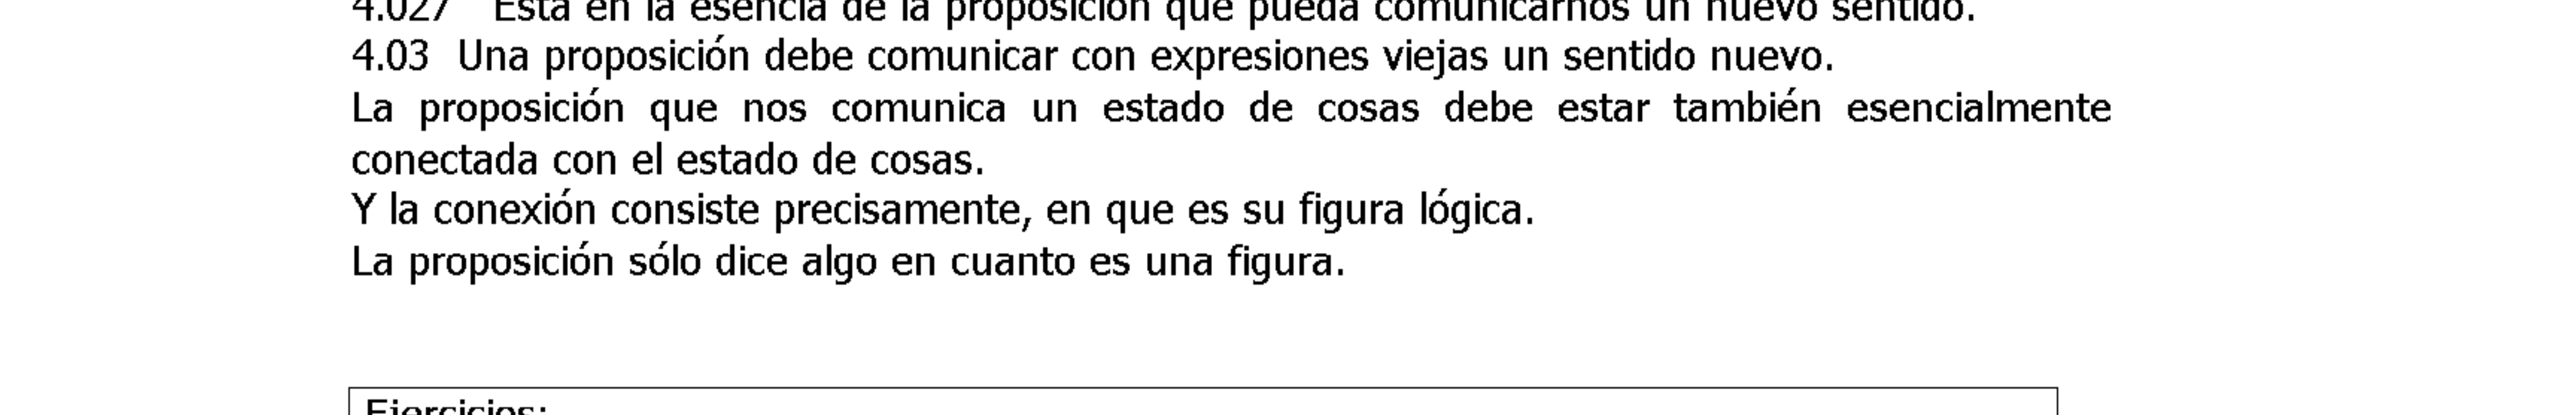 4.027 Está en la esencia de la proposición que pueda comunicarnos un nuevo sentido.
4.03 Una proposición debe comunicar con expresiones viejas un sentido nuevo.
La proposición que nos comunica un estado de cosas debe estar también esencialmente
conectada con el estado de cosas.
Y la conexión consiste precisamente, en que es su figura lógica.
La proposición sólo dice algo en cuanto es una figura.
Ejercicios: